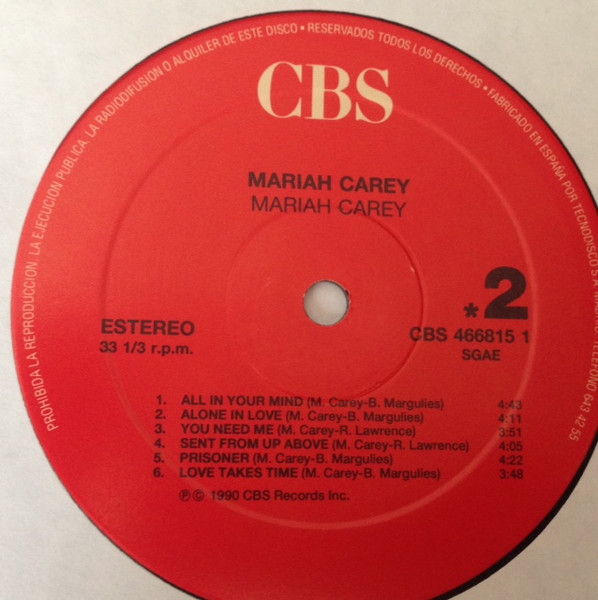 PROHIBIDA LA REPRODUCCION. LA EJECUCION PUBLICA. LA RADIODIFUSION O ALQUILER DE ESTE DISCO • RESERVADOS TODOS LOS DERECHOS • FABRICADO EN ESPAÑA POR TECNODISCO S.A. TELEFONO 643 42 55
CBS
MARIAH CAREY
MARIAH CAREY
*2
ESTEREO
CBS 466815 1
33 1/3 r.p.m.
SGAE
1. ALL IN YOUR MIND (M. Carey-B. Margulies) 4:43
2. ALONE IN LOVE (M. Carey-B. Margulies) 4:11
3. YOU NEED ME (M. Carey-R. Lawrence) 3:51
4. SENT FROM UP ABOVE (M. Carey-R. Lawrence) 4:05
5. PRISONER (M. Carey-B. Margulies) 4:22
6. LOVE TAKES TIME (M. Carey-B. Margulies) 3:48
℗ © 1990 CBS Records Inc.